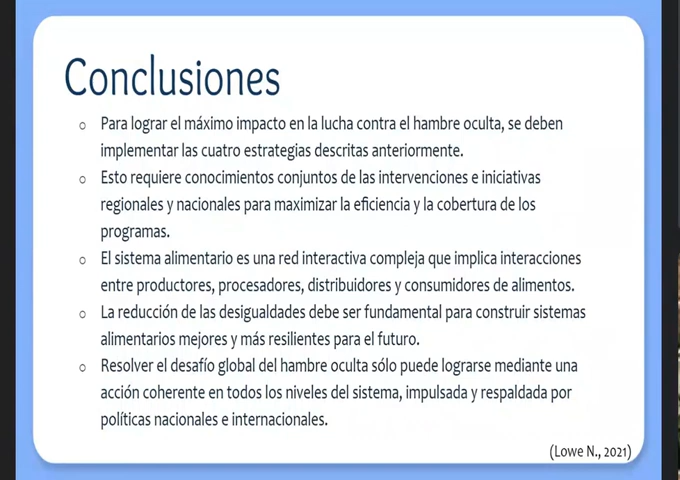 Conclusiones
○ Para lograr el máximo impacto en la lucha contra el hambre oculta, se deben
implementar las cuatro estrategias descritas anteriormente.
○ Esto requiere conocimientos conjuntos de las intervenciones e iniciativas
regionales y nacionales para maximizar la eficiencia y la cobertura de los
programas.
○ El sistema alimentario es una red interactiva compleja que implica interacciones
entre productores, procesadores, distribuidores y consumidores de alimentos.
○ La reducción de las desigualdades debe ser fundamental para construir sistemas
alimentarios mejores y más resilientes para el futuro.
○ Resolver el desafío global del hambre oculta sólo puede lograrse mediante una
acción coherente en todos los niveles del sistema, impulsada y respaldada por
políticas nacionales e internacionales.
(Lowe N., 2021)